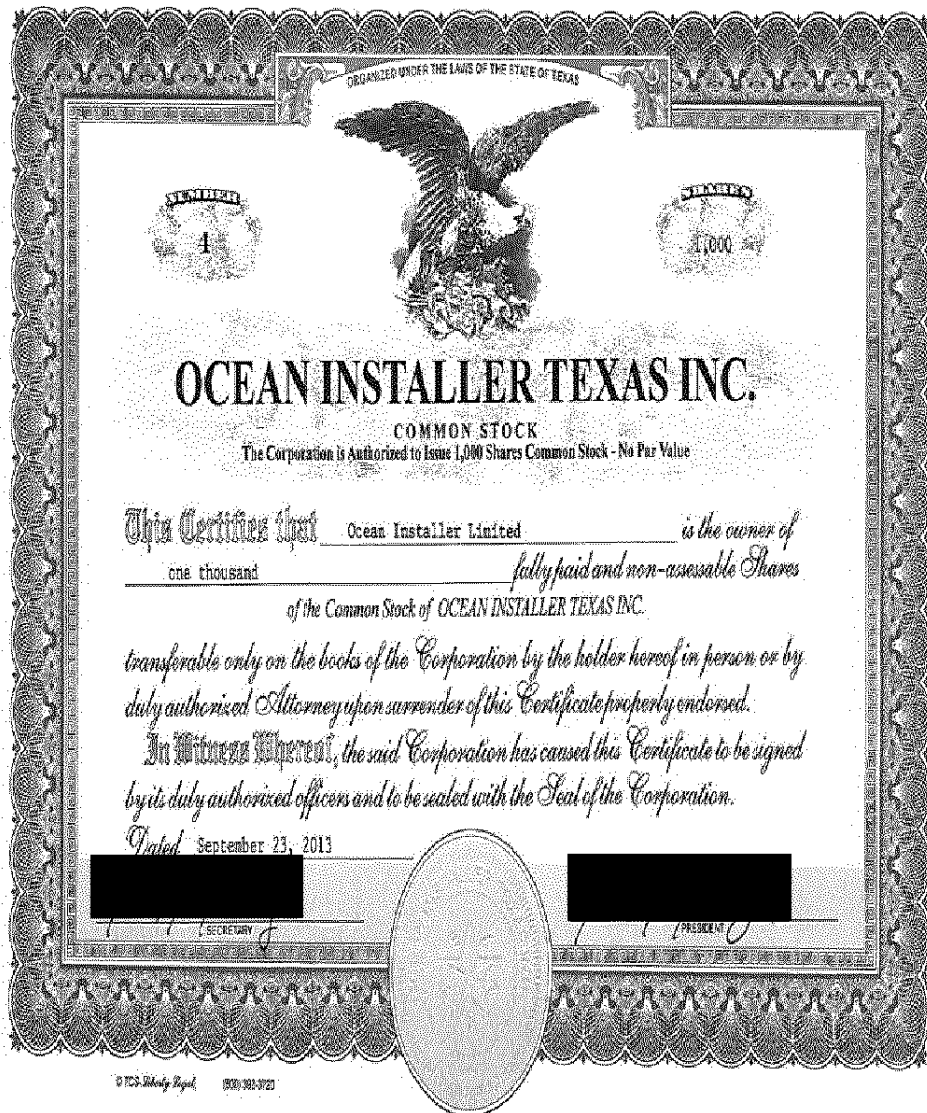 ORGANIZED UNDER THE LAWS OF THE STATE OF TEXAS
NUMBER
4
SHARES
1,000
OCEAN INSTALLER TEXAS INC.
COMMON STOCK
The Corporation is Authorized to Issue 1,000 Shares Common Stock - No Par Value
This Certifies that Ocean Installer Limited is the owner of
one thousand fully paid and non-assessable Shares
of the Common Stock of OCEAN INSTALLER TEXAS INC.
transferable only on the books of the Corporation by the holder hereof in person or by
duly authorized Attorney upon surrender of this Certificate properly endorsed.
In Witness Whereof, the said Corporation has caused this Certificate to be signed
by its duly authorized officers and to be sealed with the Seal of the Corporation.
Dated September 23, 2013
SECRETARY
PRESIDENT
Liberty Legal